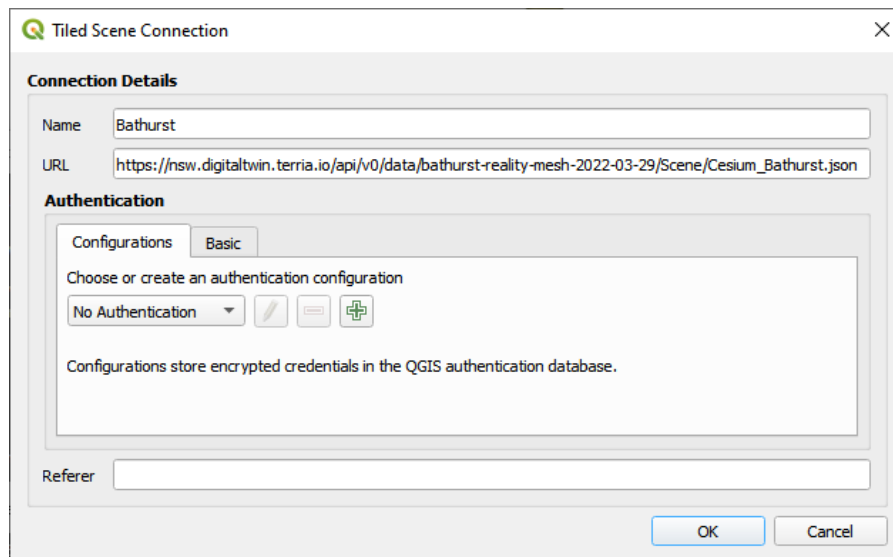 Tiled Scene Connection
Connection Details
Name Bathurst
URL https://nsw.digitaltwin.terria.io/api/v0/data/bathurst-reality-mesh-2022-03-29/Scene/Cesium_Bathurst.json
Authentication
Configurations Basic
Choose or create an authentication configuration
No Authentication
Configurations store encrypted credentials in the QGIS authentication database.
Referer
OK Cancel